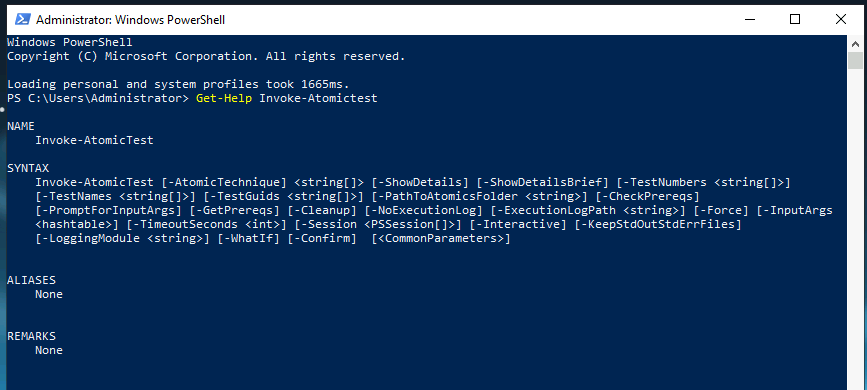 Administrator: Windows PowerShell
Windows PowerShell
Copyright (C) Microsoft Corporation. All rights reserved.
Loading personal and system profiles took 1665ms.
PS C:\Users\Administrator> Get-Help Invoke-Atomictest
NAME
    Invoke-AtomicTest
SYNTAX
    Invoke-AtomicTest [-AtomicTechnique] <string[]> [-ShowDetails] [-ShowDetailsBrief] [-TestNumbers <string[]>]
    [-TestNames <string[]>] [-TestGuids <string[]>] [-PathToAtomicsFolder <string>] [-CheckPrereqs]
    [-PromptForInputArgs] [-GetPrereqs] [-Cleanup] [-NoExecutionLog] [-ExecutionLogPath <string>] [-Force] [-InputArgs
    <hashtable>] [-TimeoutSeconds <int>] [-Session <PSSession[]>] [-Interactive] [-KeepStdOutStdErrFiles]
    [-LoggingModule <string>] [-WhatIf] [-Confirm]  [<CommonParameters>]
ALIASES
    None
REMARKS
    None